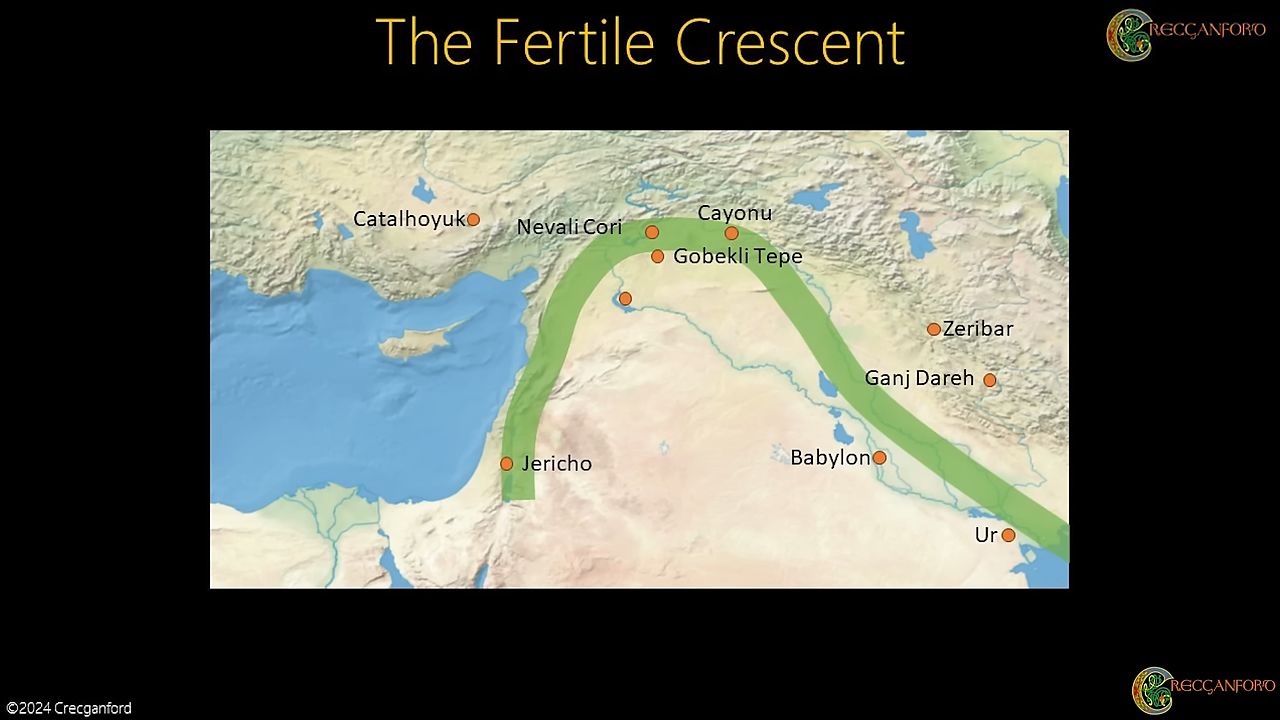 The Fertile Crescent
CRECGANFORD
Catalhoyuk
Nevali Cori
Cayonu
Gobekli Tepe
Zeribar
Ganj Dareh
Babylon
Jericho
Ur
CRECGANFORD
©2024 Crecganford